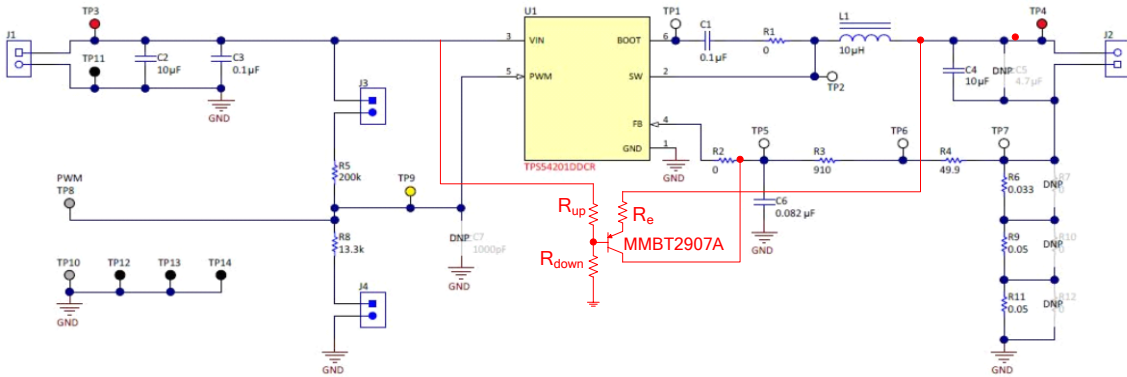 J1
TP3
TP11
C2
10µF
C3
0.1µF
GND
J3
R5
200k
PWM
TP8
TP9
R8
13.3k
DNP
C7
1000pF
GND
TP10
TP12
TP13
TP14
GND
J4
GND
U1
3
VIN
BOOT
6
5
PWM
SW
2
FB
4
GND
1
TPS54201DDCR
GND
TP1
C1
0.1µF
R1
0
L1
10µH
TP2
TP4
J2
C4
10µF
DNP
C5
4.7µF
R2
0
TP5
R3
910
TP6
R4
49.9
TP7
C6
0.082 µF
GND
R6
0.033
DNP
R7
0
R9
0.05
DNP
R10
0
R11
0.05
DNP
R12
0
GND
Rup
Re
MMBT2907A
Rdown